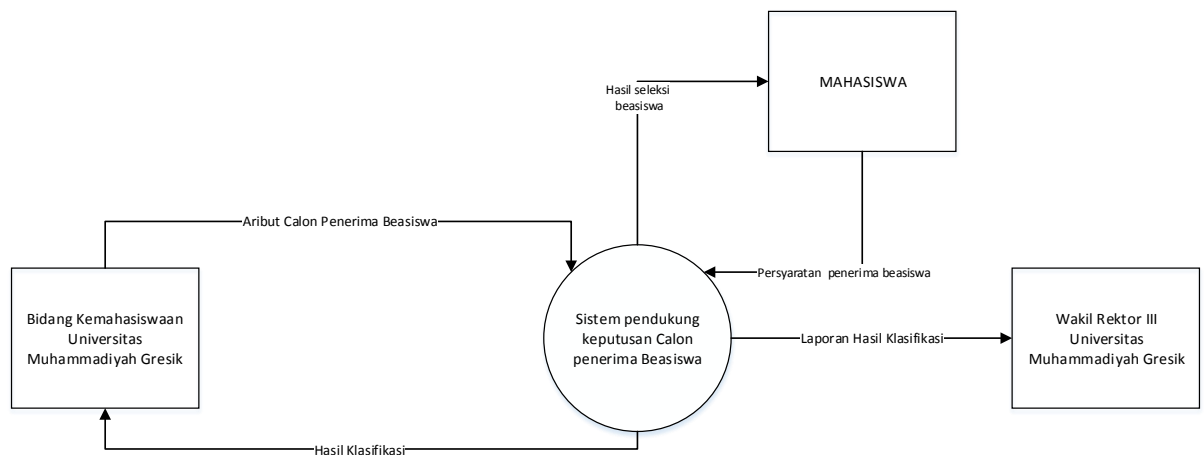 MAHASISWA
Hasil seleksi
beasiswa
Aribut Calon Penerima Beasiswa
Persyaratan penerima beasiswa
Bidang Kemahasiswaan
Universitas
Muhammadiyah Gresik
Sistem pendukung
keputusan Calon
penerima Beasiswa
Laporan Hasil Klasifikasi
Wakil Rektor III
Universitas
Muhammadiyah Gresik
Hasil Klasifikasi